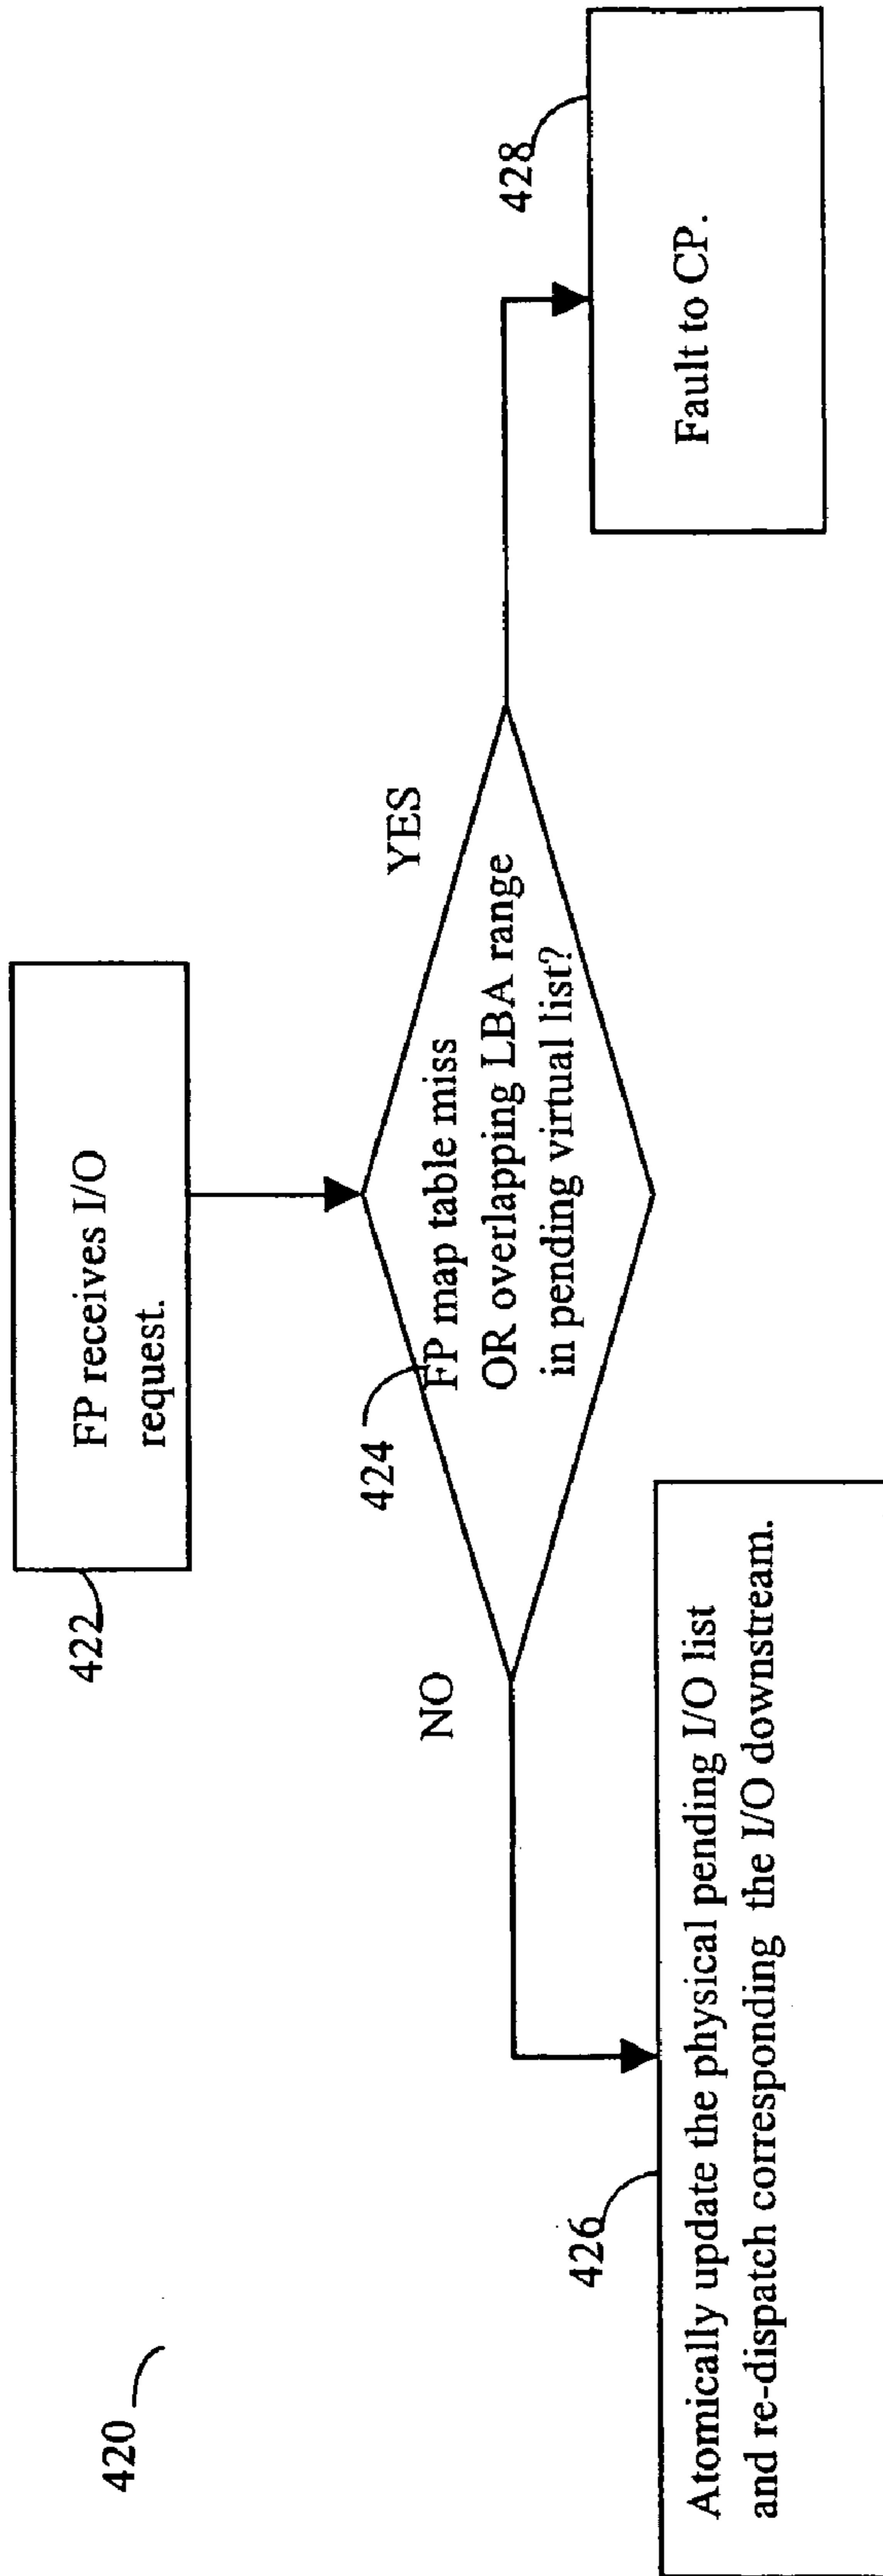 420
422
FP receives I/O
request.
424
FP map table miss
OR overlapping LBA range
in pending virtual list?
NO
YES
426
Atomically update the physical pending I/O list
and re-dispatch corresponding the I/O downstream.
428
Fault to CP.